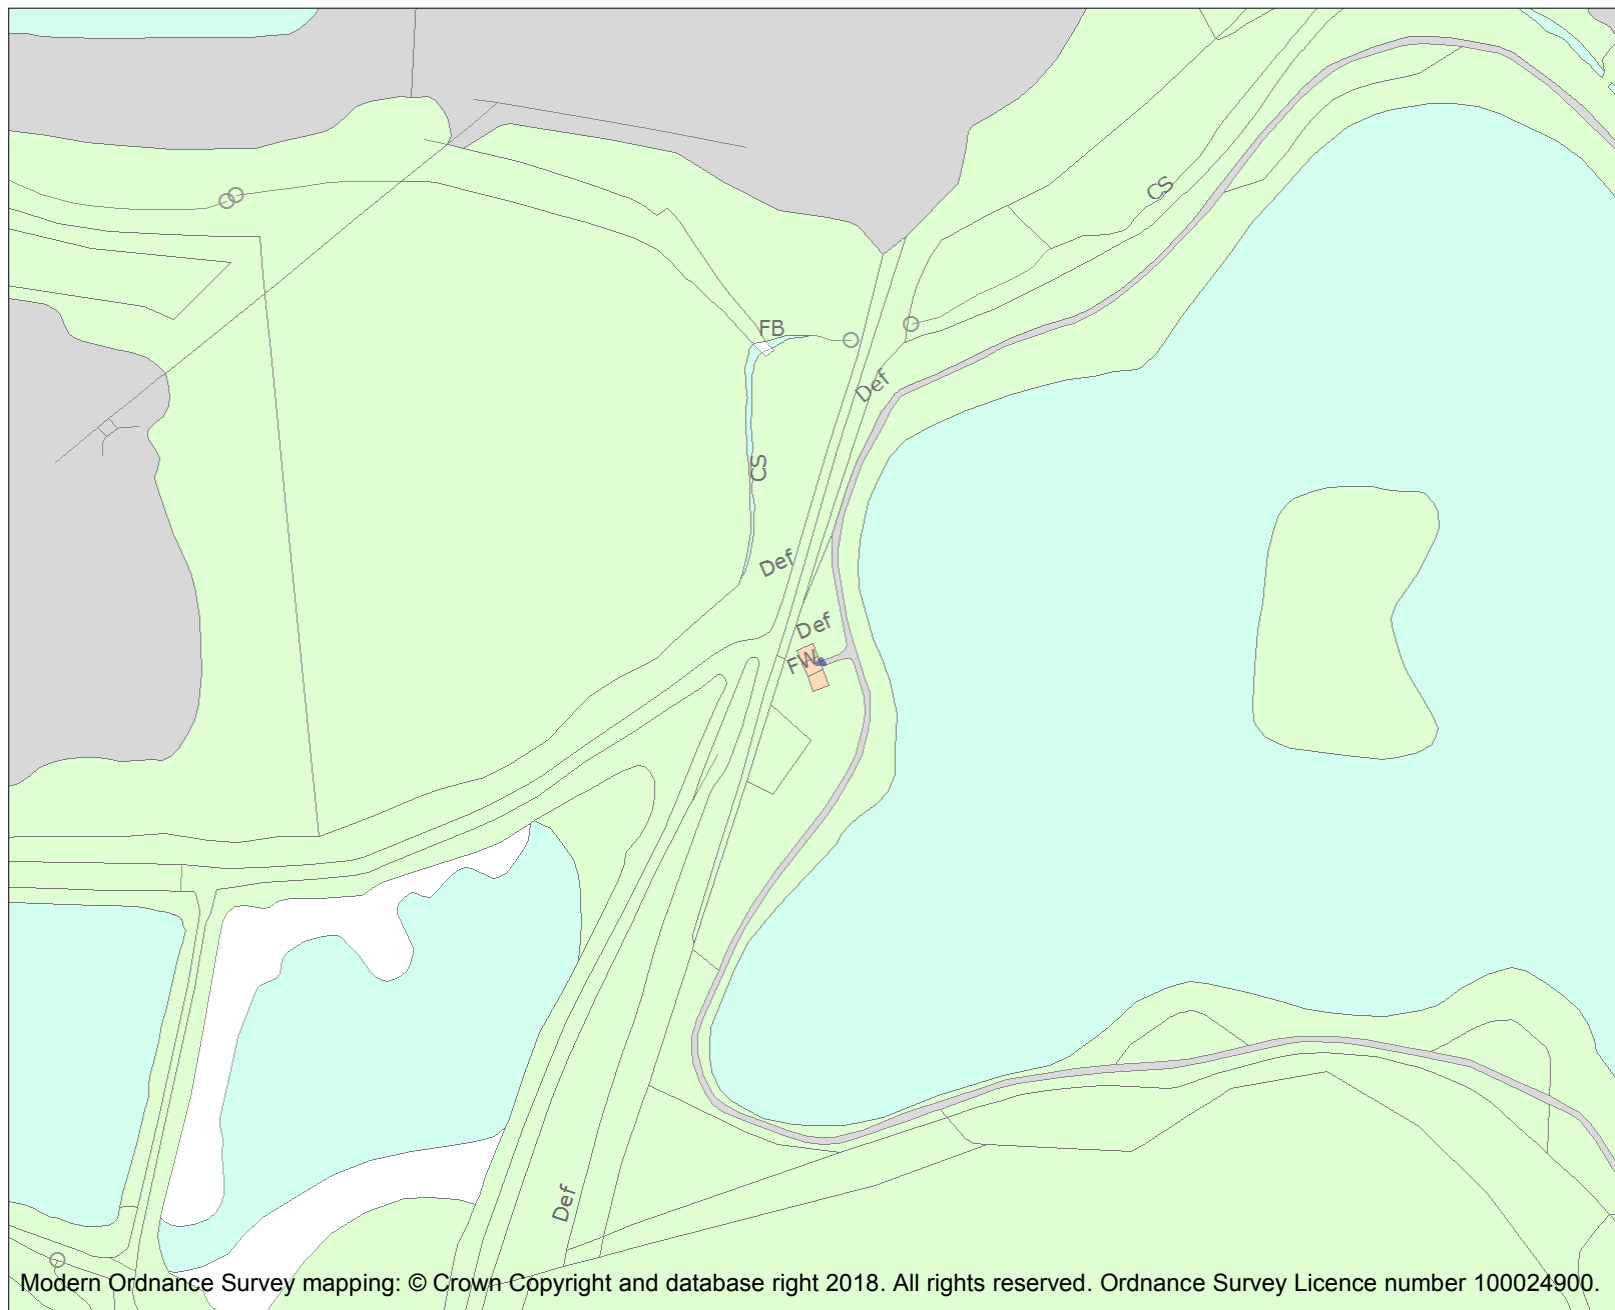 CS
FB
Def
CS
Def
Def
FW
Def
Modern Ordnance Survey mapping: © Crown Copyright and database right 2018. All rights reserved. Ordnance Survey Licence number 100024900.